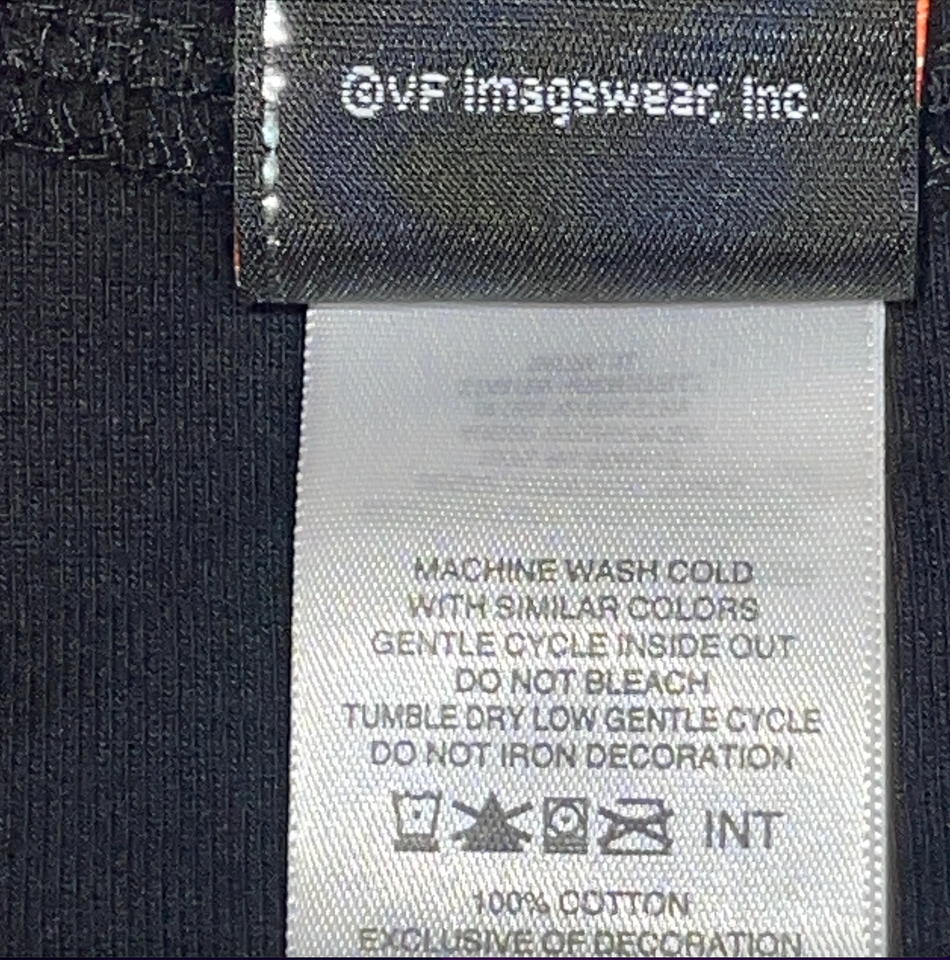 ©VF Imagewear, Inc.
MACHINE WASH COLD
WITH SIMILAR COLORS
GENTLE CYCLE INSIDE OUT
DO NOT BLEACH
TUMBLE DRY LOW GENTLE CYCLE
DO NOT IRON DECORATION
INT
100% COTTON
EXCLUSIVE OF DECORATION